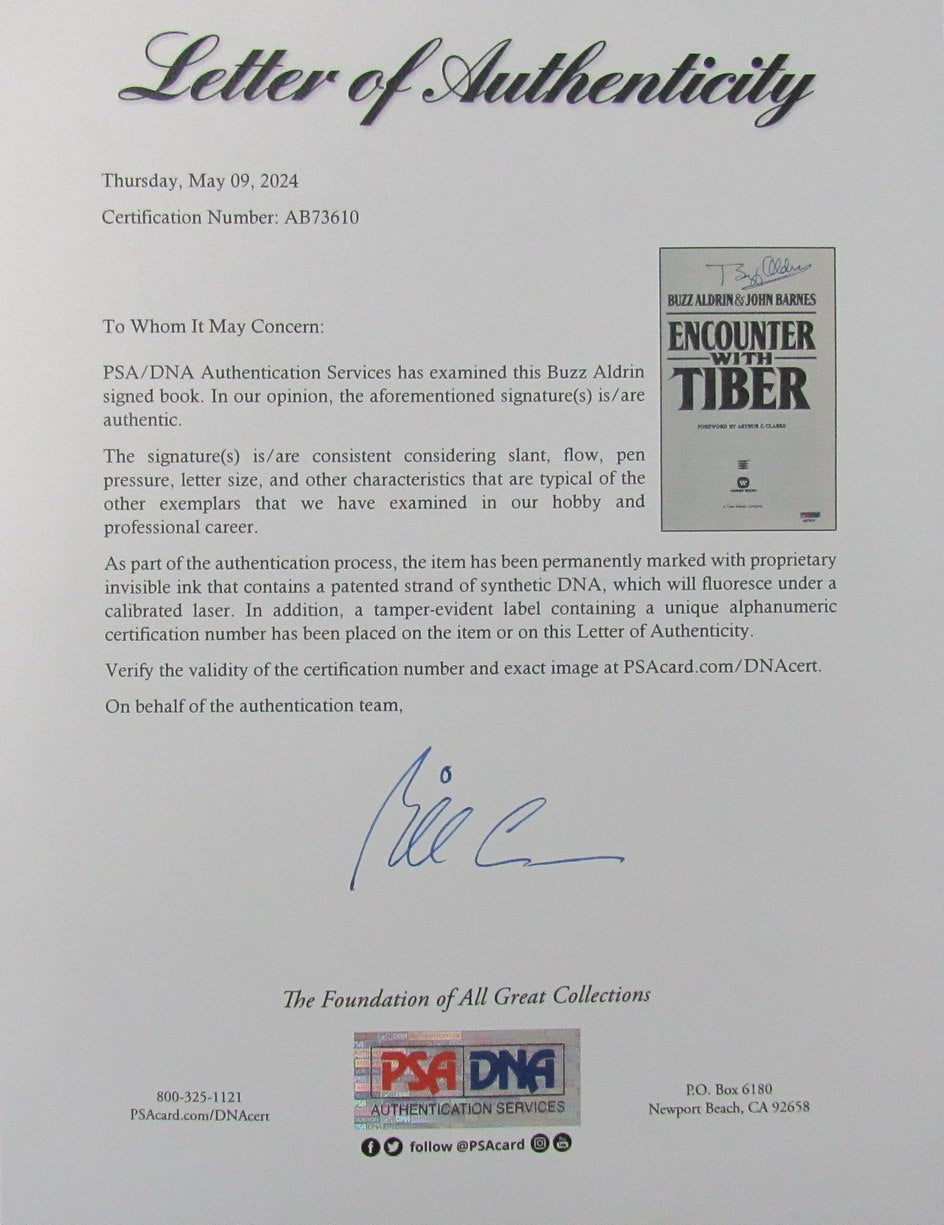 Letter of Authenticity
Thursday, May 09, 2024
Certification Number: AB73610
To Whom It May Concern:
PSA/DNA Authentication Services has examined this Buzz Aldrin
signed book. In our opinion, the aforementioned signature(s) is/are
authentic.
The signature(s) is/are consistent considering slant, flow, pen
pressure, letter size, and other characteristics that are typical of the
other exemplars that we have examined in our hobby and
professional career.
Buzz Aldrin
BUZZ ALDRIN & JOHN BARNES
ENCOUNTER
WITH
TIBER
FOREWORD BY ARTHUR C. CLARKE
As part of the authentication process, the item has been permanently marked with proprietary
invisible ink that contains a patented strand of synthetic DNA, which will fluoresce under a
calibrated laser. In addition, a tamper-evident label containing a unique alphanumeric
certification number has been placed on the item or on this Letter of Authenticity.
Verify the validity of the certification number and exact image at PSAcard.com/DNAcert.
On behalf of the authentication team,
Bill C
The Foundation of All Great Collections
PSA DNA
AUTHENTICATION SERVICES
800-325-1121
PSAcard.com/DNAcert
P.O. Box 6180
Newport Beach, CA 92658
follow @PSAcard